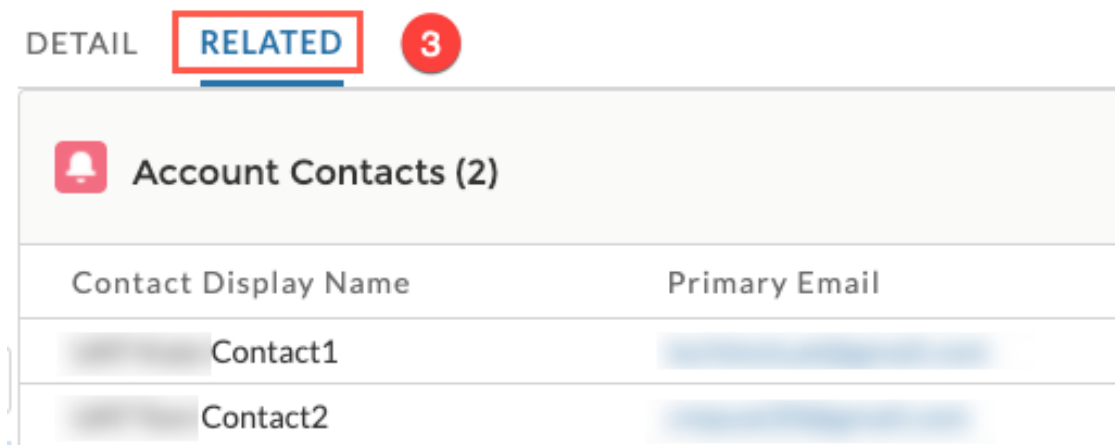 DETAIL RELATED 3
Account Contacts (2)
Contact Display Name Primary Email
Contact1
Contact2